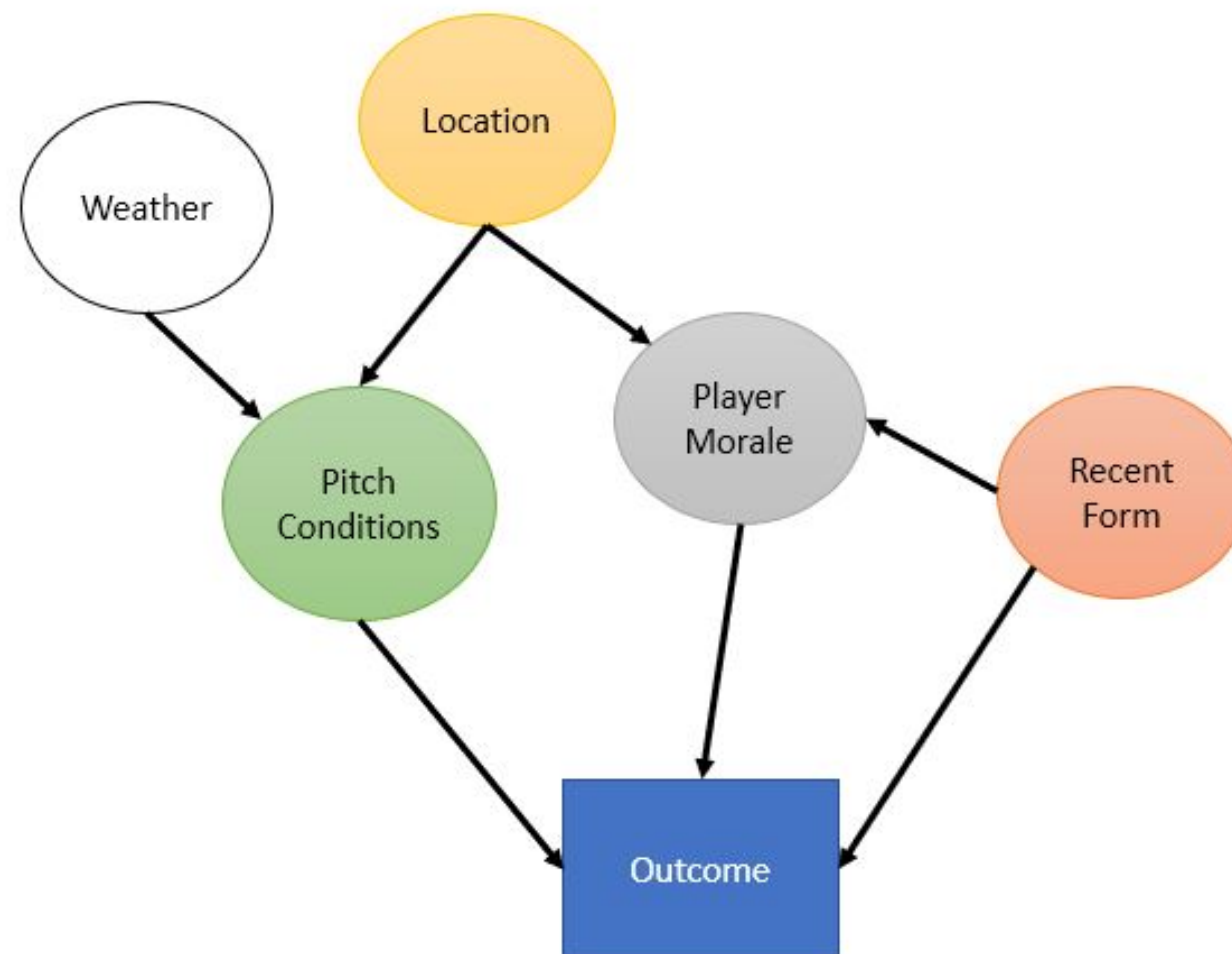 Location
Weather
Player
Morale
Recent
Form
Pitch
Conditions
Outcome